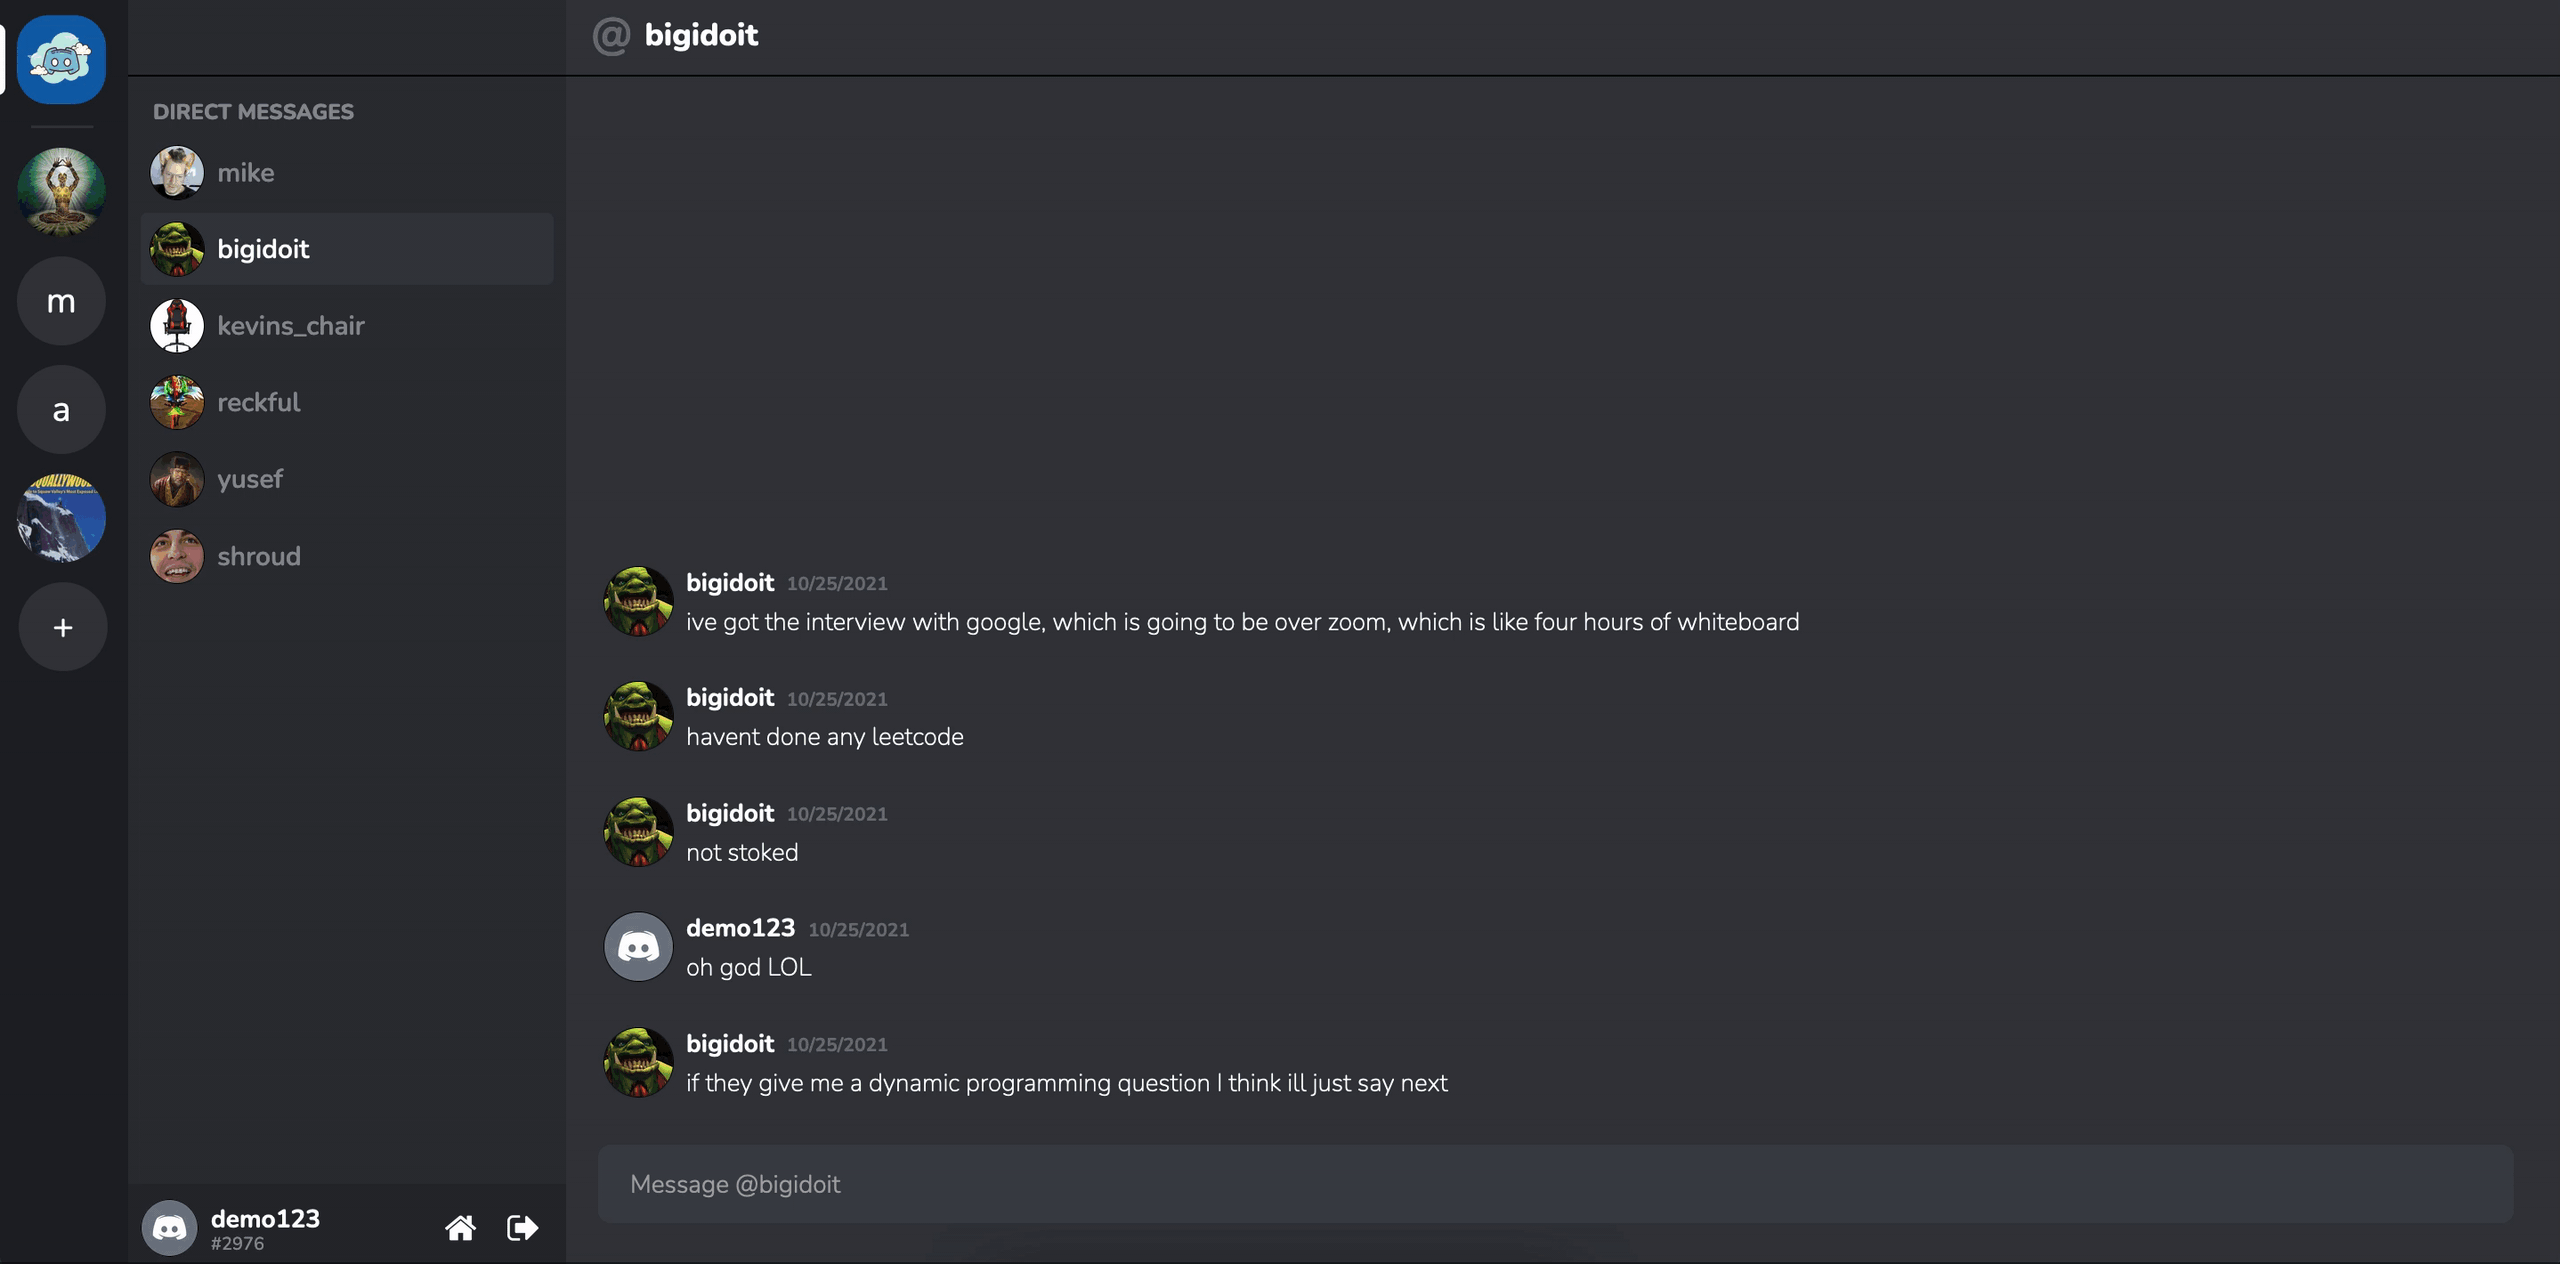 @ bigidoit
DIRECT MESSAGES
mike
bigidoit
m
kevins_chair
a
reckful
yusef
shroud
+
bigidoit 10/25/2021
ive got the interview with google, which is going to be over zoom, which is like four hours of whiteboard
bigidoit 10/25/2021
havent done any leetcode
bigidoit 10/25/2021
not stoked
demo123 10/25/2021
oh god LOL
bigidoit 10/25/2021
if they give me a dynamic programming question I think ill just say next
Message @bigidoit
demo123
#2976